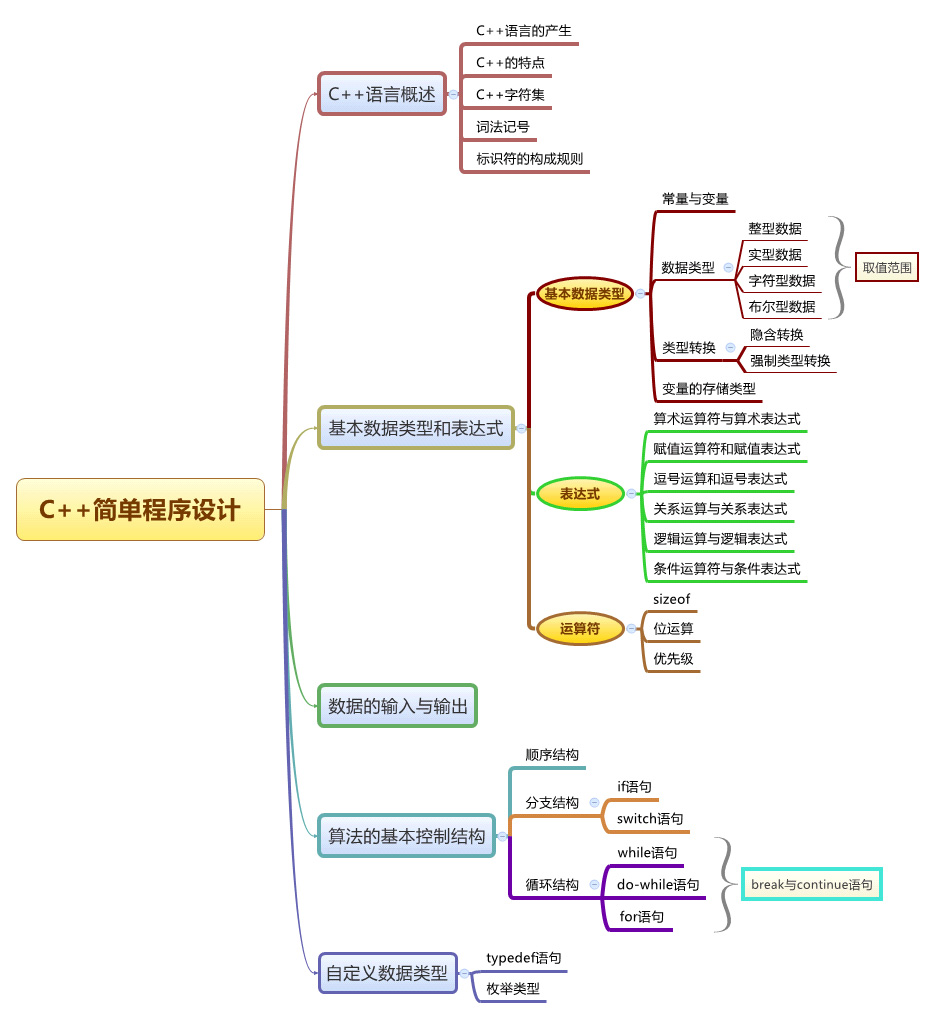 C++简单程序设计
C++语言概述
C++语言的产生
C++的特点
C++字符集
词法记号
标识符的构成规则
基本数据类型和表达式
基本数据类型
常量与变量
数据类型
整型数据
实型数据
字符型数据
布尔型数据
取值范围
类型转换
隐含转换
强制类型转换
变量的存储类型
表达式
算术运算符与算术表达式
赋值运算符和赋值表达式
逗号运算和逗号表达式
关系运算与关系表达式
逻辑运算与逻辑表达式
条件运算符与条件表达式
运算符
sizeof
位运算
优先级
数据的输入与输出
算法的基本控制结构
顺序结构
分支结构
if语句
switch语句
循环结构
while语句
do-while语句
for语句
break与continue语句
自定义数据类型
typedef语句
枚举类型